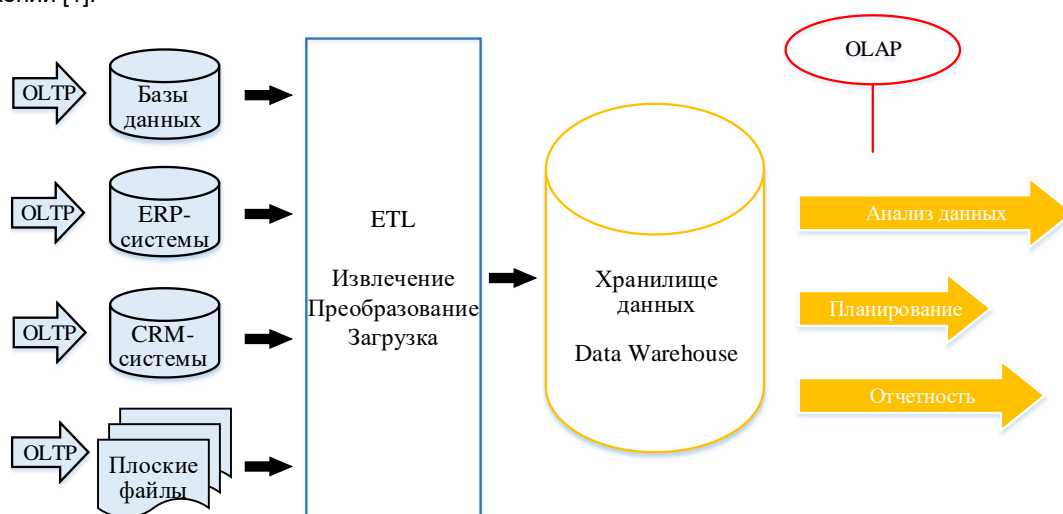 OLTP
Базы
данных
OLTP
ERP-
системы
OLTP
CRM-
системы
OLTP
Плоские
файлы
ETL
Извлечение
Преобразование
Загрузка
Хранилище
данных
Data Warehouse
OLAP
Анализ данных
Планирование
Отчетность